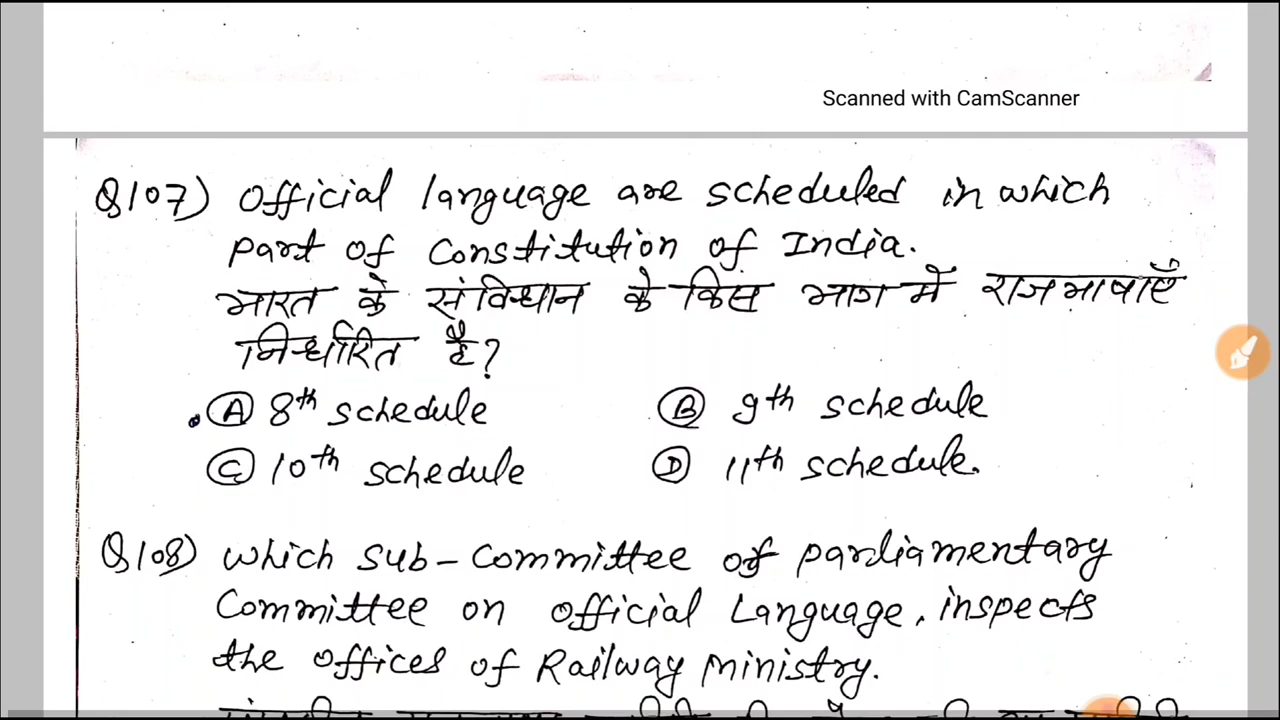 Scanned with CamScanner
Q107) Official language are scheduled in which
part of Constitution of India.
भारत के संविधान के किस भाग में राजभाषाएँ
निर्धारित है?
(A) 8th schedule (B) 9th schedule
(C) 10th schedule (D) 11th schedule.
Q108) which sub-committee of parliamentary
Committee on official Language, inspects
the offices of Railway ministry.